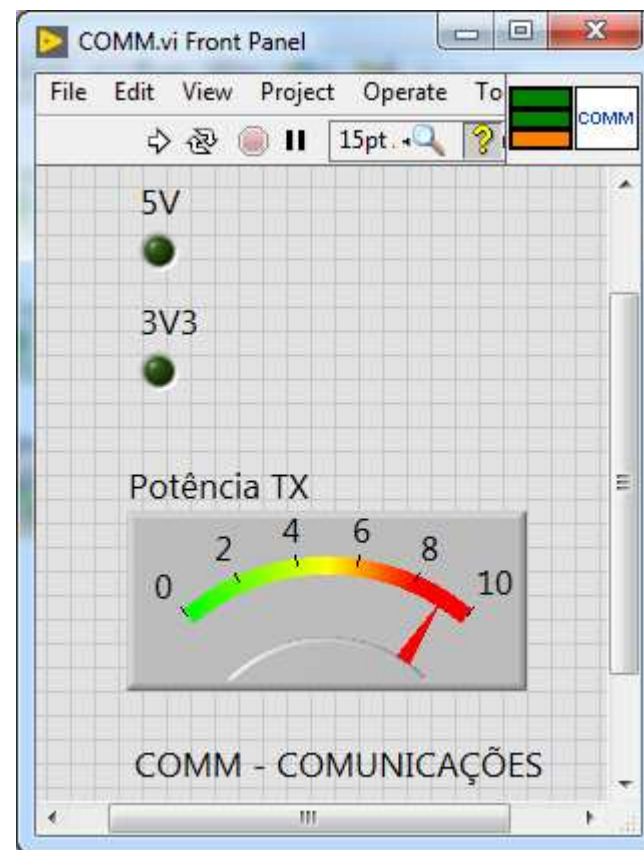 COMM.vi Front Panel
File Edit View Project Operate To
COMM
15pt.
5V
3V3
Potência TX
0 2 4 6 8 10
COMM - COMUNICAÇÕES